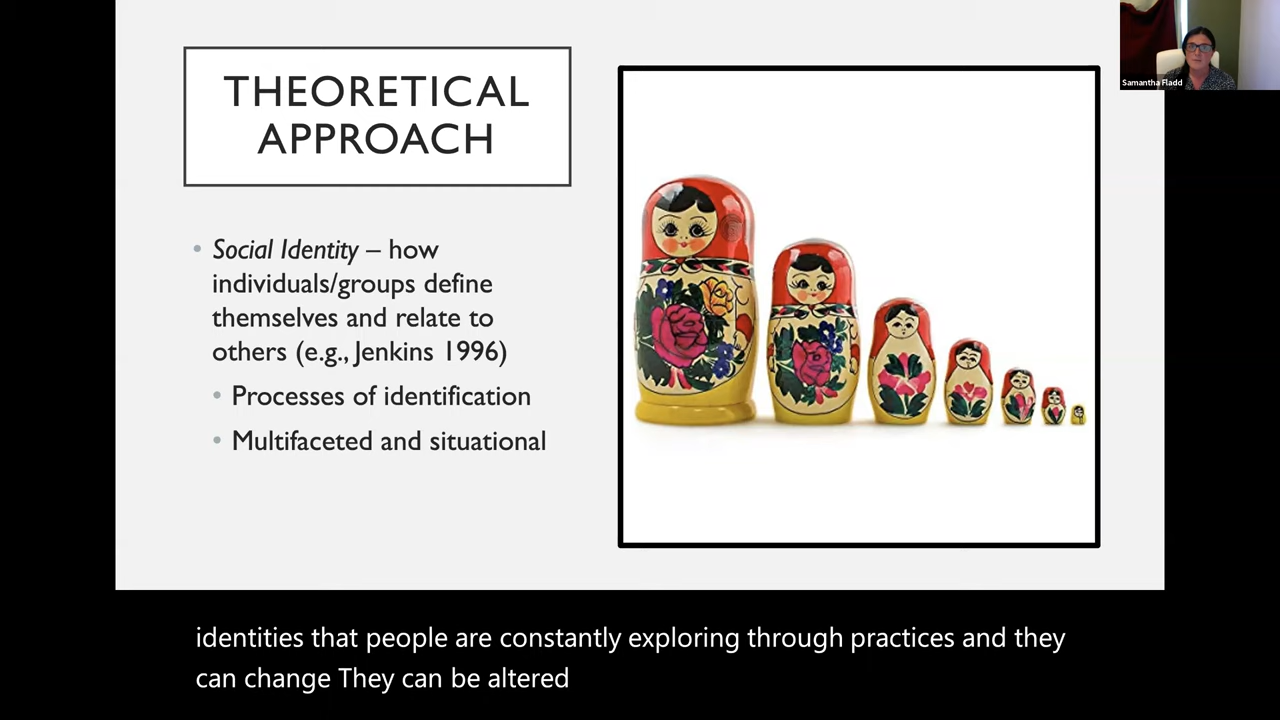 THEORETICAL
APPROACH
• Social Identity – how
individuals/groups define
themselves and relate to
others (e.g., Jenkins 1996)
• Processes of identification
• Multifaceted and situational
Samantha Fladd
identities that people are constantly exploring through practices and they
can change They can be altered